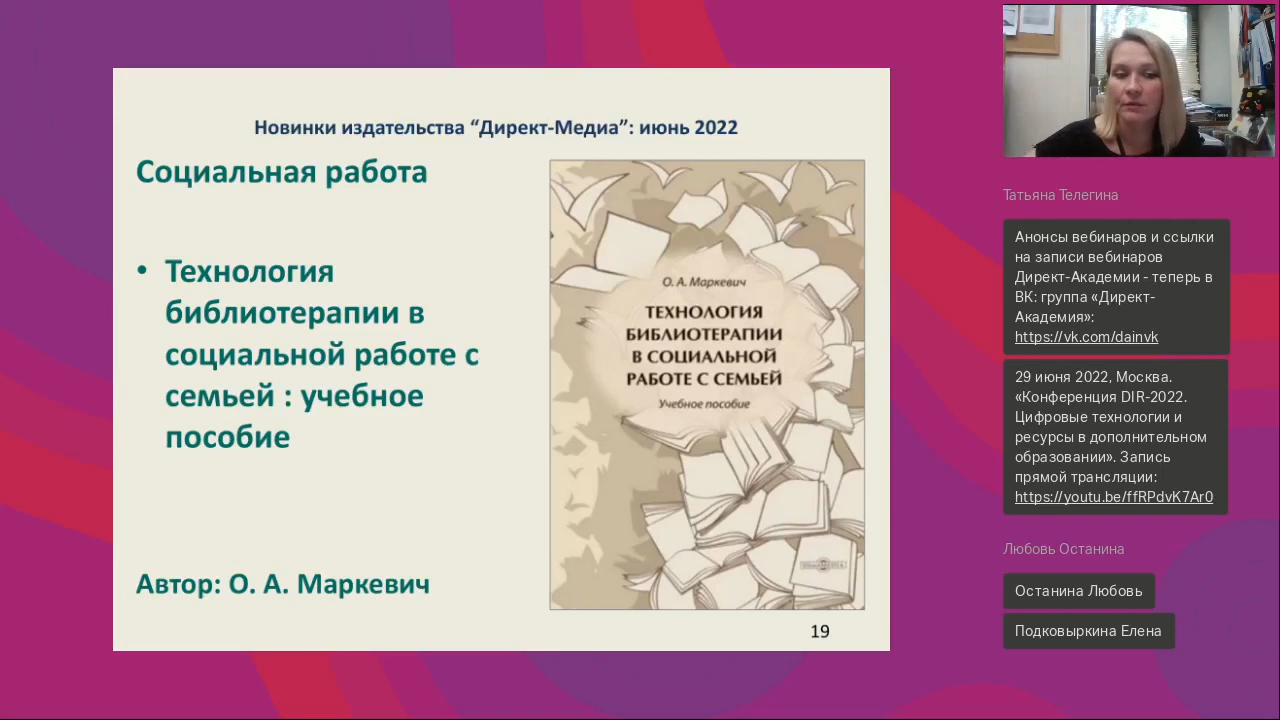 Новинки издательства “Директ-Медиа”: июнь 2022
Социальная работа
• Технология
библиотерапии в
социальной работе с
семьей : учебное
пособие
Автор: О. А. Маркевич
О. А. Маркевич
ТЕХНОЛОГИЯ
БИБЛИОТЕРАПИИ
В СОЦИАЛЬНОЙ
РАБОТЕ С СЕМЬЕЙ
Учебное пособие
19
Татьяна Телегина
Анонсы вебинаров и ссылки
на записи вебинаров
Директ-Академии - теперь в
ВК: группа «Директ-
Академия»:
https://vk.com/dainvk
29 июня 2022, Москва.
«Конференция DIR-2022.
Цифровые технологии и
ресурсы в дополнительном
образовании». Запись
прямой трансляции:
https://youtu.be/ffRPdvK7Ar0
Любовь Останина
Останина Любовь
Подковыркина Елена